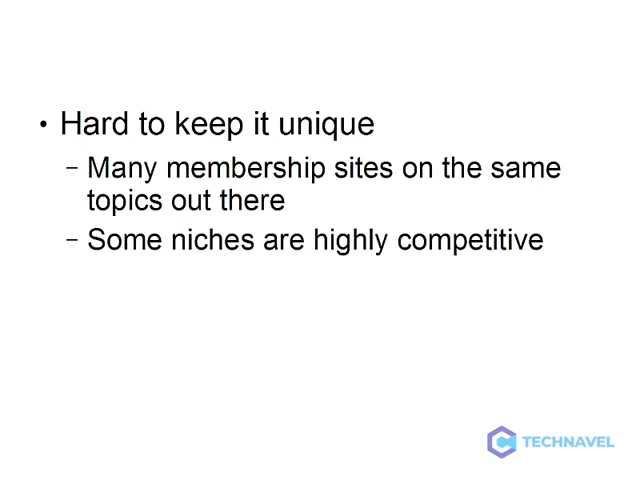 • Hard to keep it unique
– Many membership sites on the same
topics out there
– Some niches are highly competitive
TECHNAVEL